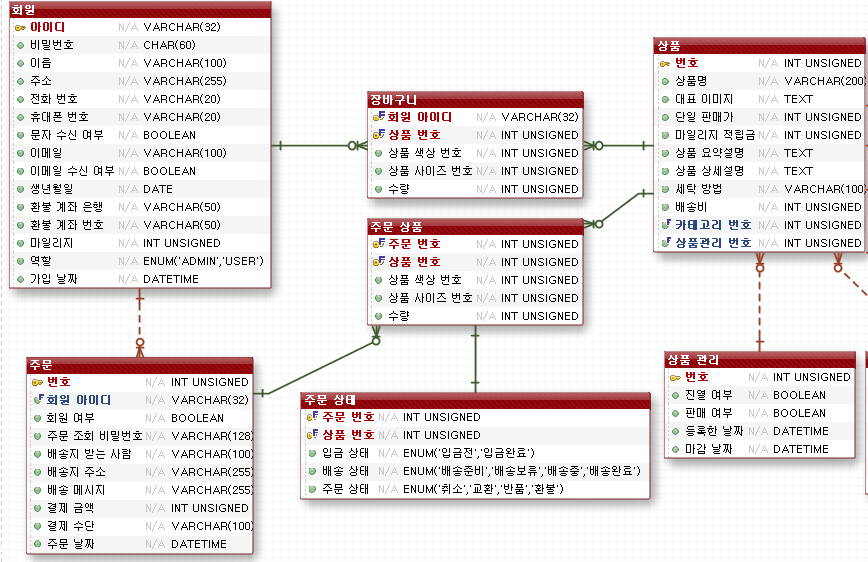 회원
아이디 N/A VARCHAR(32)
비밀번호 N/A CHAR(60)
이름 N/A VARCHAR(100)
주소 N/A VARCHAR(255)
전화 번호 N/A VARCHAR(20)
휴대폰 번호 N/A VARCHAR(20)
문자 수신 여부 N/A BOOLEAN
이메일 N/A VARCHAR(100)
이메일 수신 여부 N/A BOOLEAN
생년월일 N/A DATE
환불 계좌 은행 N/A VARCHAR(50)
환불 계좌 번호 N/A VARCHAR(50)
마일리지 N/A INT UNSIGNED
역할 N/A ENUM('ADMIN','USER')
가입 날짜 N/A DATETIME
장바구니
회원 아이디 N/A VARCHAR(32)
상품 번호 N/A INT UNSIGNED
상품 색상 번호 N/A INT UNSIGNED
상품 사이즈 번호 N/A INT UNSIGNED
수량 N/A INT UNSIGNED
상품
번호 N/A INT UNSIGNED
상품명 N/A VARCHAR(200)
대표 이미지 N/A TEXT
단일 판매가 N/A INT UNSIGNED
마일리지 적립금 N/A INT UNSIGNED
상품 요약설명 N/A TEXT
상품 상세설명 N/A TEXT
세탁 방법 N/A VARCHAR(100)
배송비 N/A INT UNSIGNED
카테고리 번호 N/A INT UNSIGNED
상품관리 번호 N/A INT UNSIGNED
주문 상품
주문 번호 N/A INT UNSIGNED
상품 번호 N/A INT UNSIGNED
상품 색상 번호 N/A INT UNSIGNED
상품 사이즈 번호 N/A INT UNSIGNED
수량 N/A INT UNSIGNED
주문
번호 N/A INT UNSIGNED
회원 아이디 N/A VARCHAR(32)
회원 여부 N/A BOOLEAN
주문 조회 비밀번호 N/A VARCHAR(128)
배송지 받는 사람 N/A VARCHAR(100)
배송지 주소 N/A VARCHAR(255)
배송 메시지 N/A VARCHAR(255)
결제 금액 N/A INT UNSIGNED
결제 수단 N/A VARCHAR(100)
주문 날짜 N/A DATETIME
주문 상태
주문 번호 N/A INT UNSIGNED
상품 번호 N/A INT UNSIGNED
입금 상태 N/A ENUM('입금전','입금완료')
배송 상태 N/A ENUM('배송준비','배송보류','배송중','배송완료')
주문 상태 N/A ENUM('취소','교환','반품','환불')
상품 관리
번호 N/A INT UNSIGNED
진열 여부 N/A BOOLEAN
판매 여부 N/A BOOLEAN
등록한 날짜 N/A DATETIME
마감 날짜 N/A DATETIME